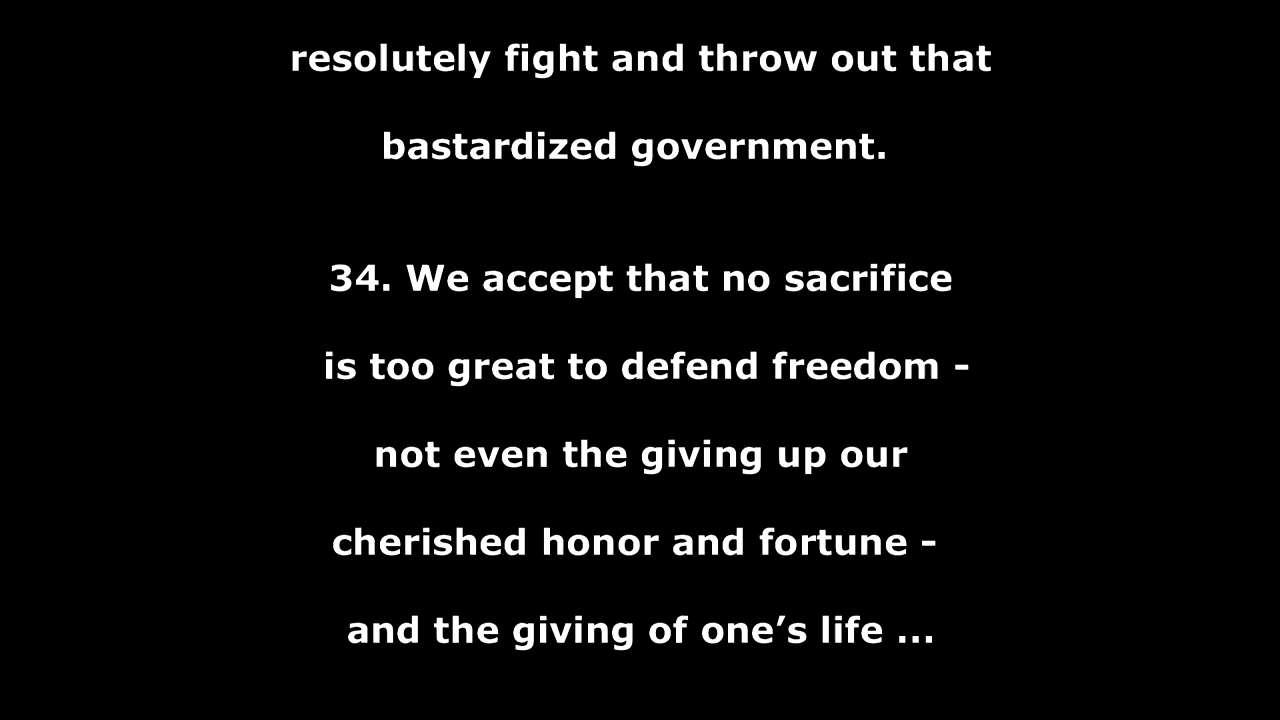 resolutely fight and throw out that
bastardized government.
34. We accept that no sacrifice
is too great to defend freedom -
not even the giving up our
cherished honor and fortune -
and the giving of one’s life ...